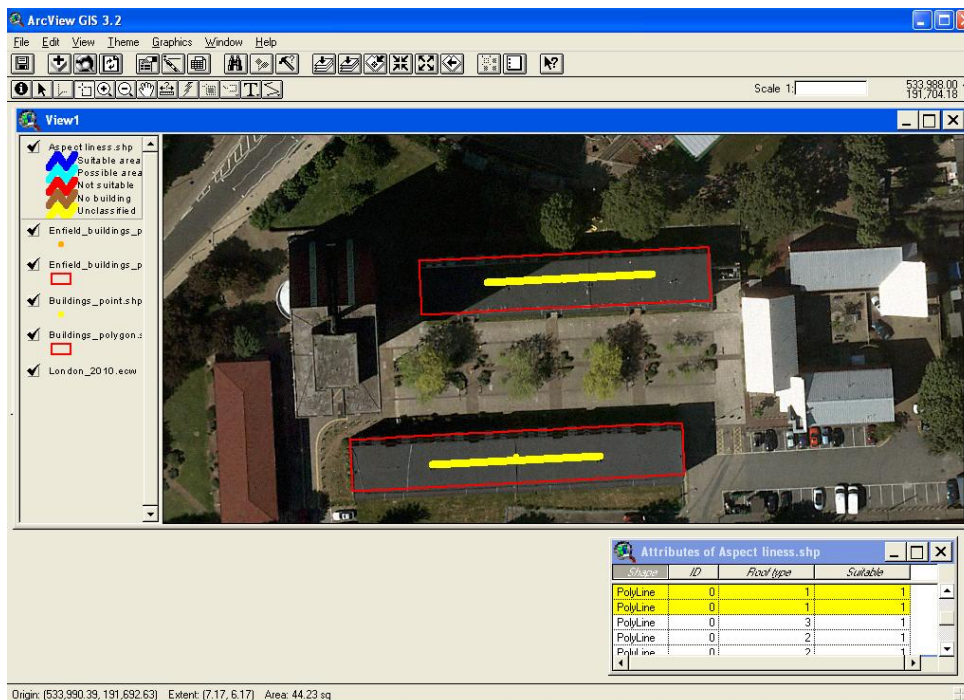 ArcView GIS 3.2
File Edit View Theme Graphics Window Help
Scale 1:
533,988.00
191,704.18
View1
Aspect liness.shp
Suitable area
Possible area
Not suitable
No building
Unclassified
Enfield_buildings_p
Enfield_buildings_p
Buildings_point.shp
Buildings_polygon.s
London_2010.ecw
Attributes of Aspect liness.shp
Shape ID Roof type Suitable
PolyLine 0 1 1
PolyLine 0 1 1
PolyLine 0 3 1
PolyLine 0 2 1
PolyLine 0 2 1
Origin: (533,990.39, 191,692.63) Extent: (7.17, 6.17) Area: 44.23 sq